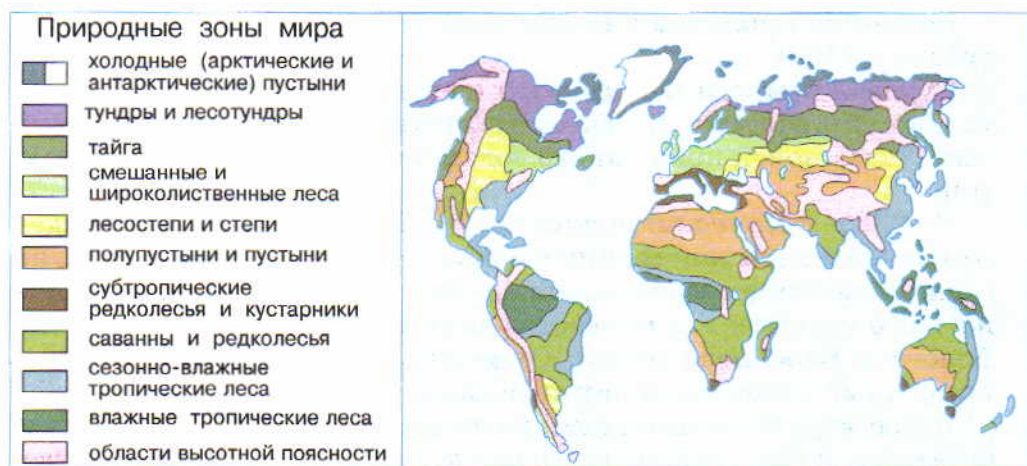 Природные зоны мира
холодные (арктические и
антарктические) пустыни
тундры и лесотундры
тайга
смешанные и
широколиственные леса
лесостепи и степи
полупустыни и пустыни
субтропические
редколесья и кустарники
саванны и редколесья
сезонно-влажные
тропические леса
влажные тропические леса
области высотной поясности